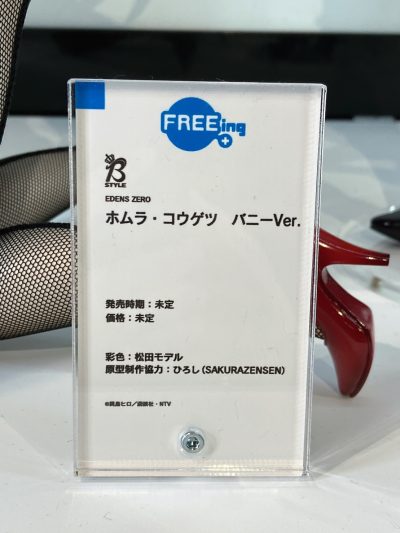 FREEing
B
STYLE
EDENS ZERO
ホムラ・コウゲツ　バニーVer.
発売時期：未定
価格：未定
彩色：松田モデル
原型制作協力：ひろし(SAKURAZENSEN)
©真島ヒロ／講談社・NTV